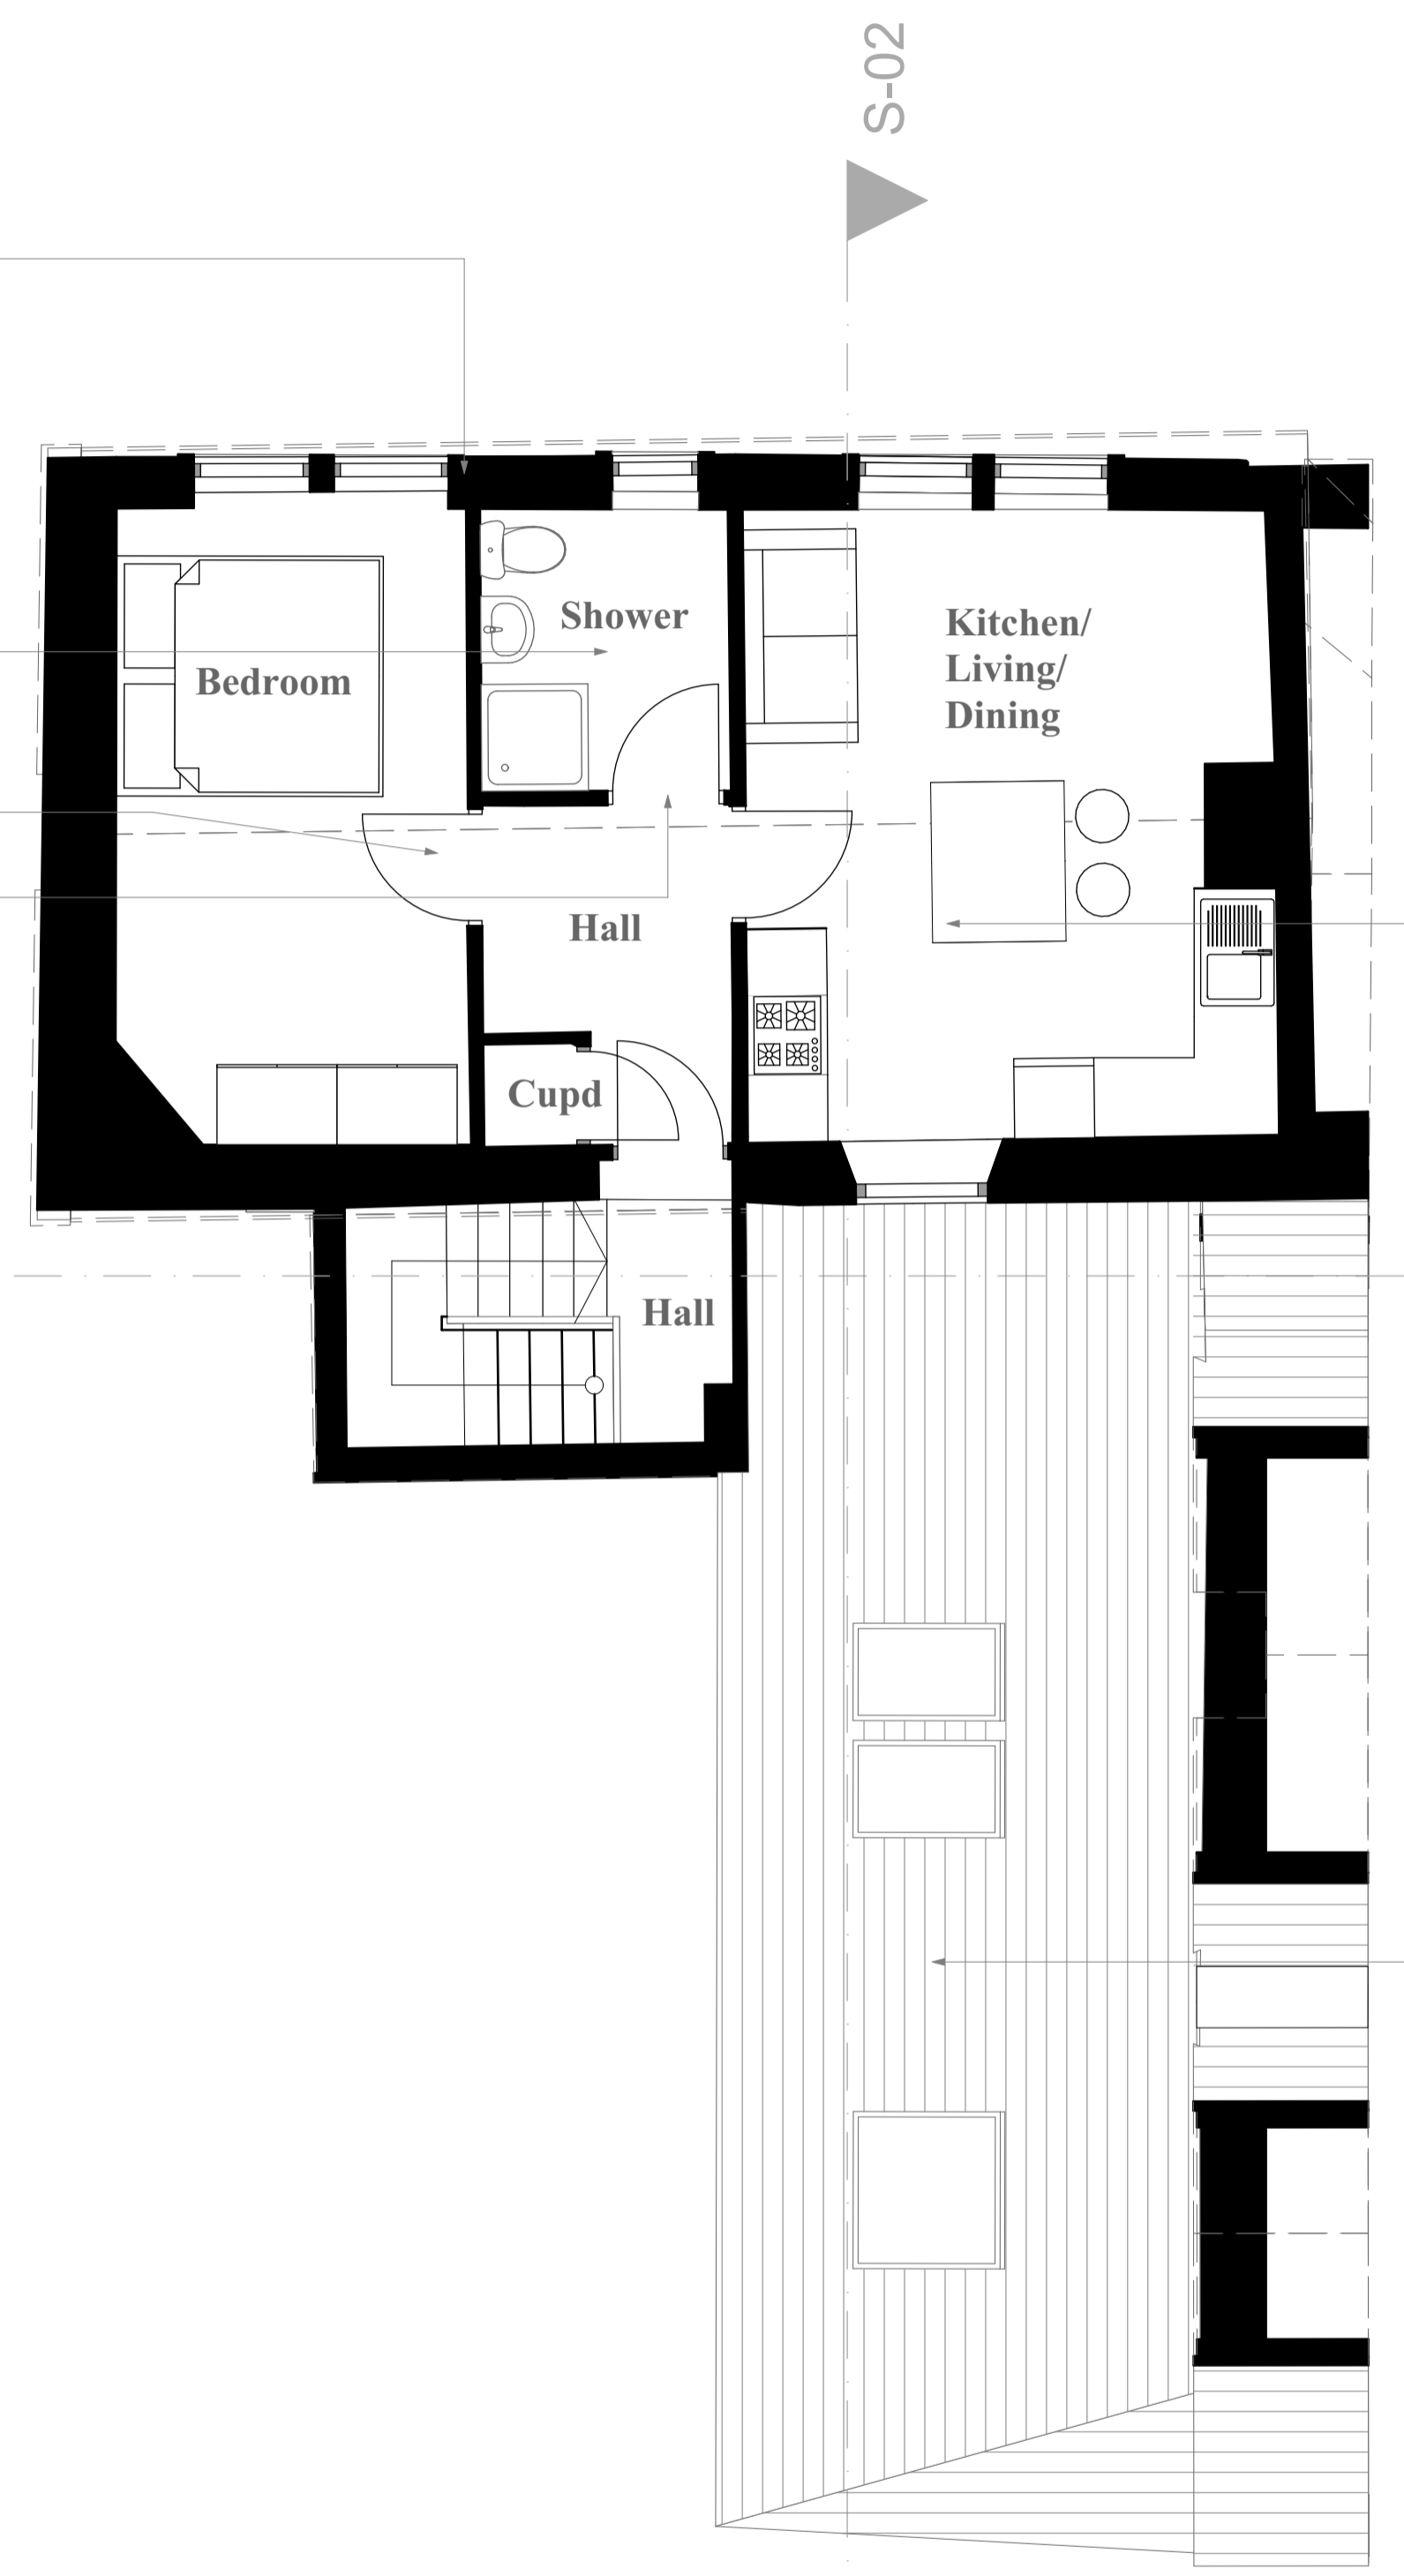 S-02
Shower
Kitchen/
Living/
Dining
Bedroom
Hall
Cupd
Hall